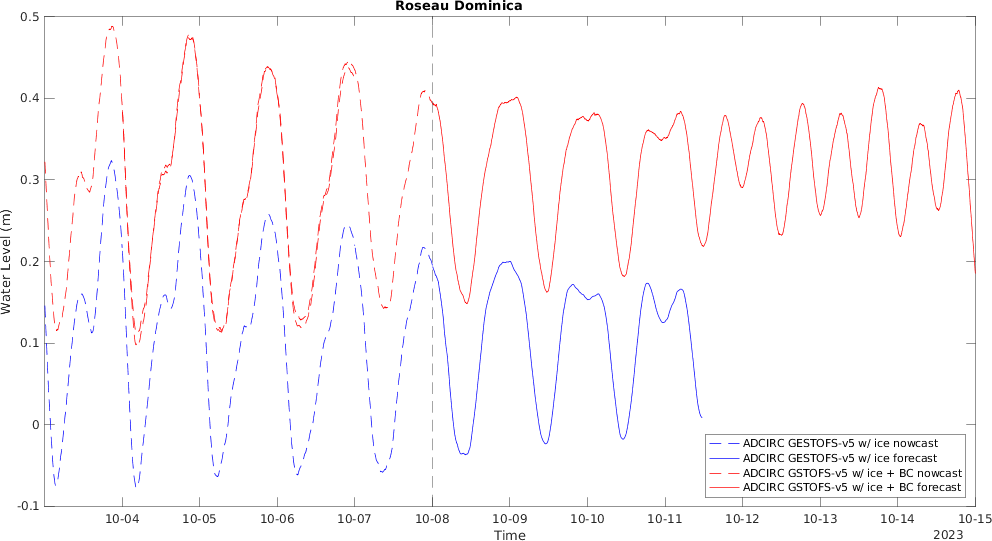 Roseau Dominica
0.5
0.4
0.3
0.2
0.1
0
-0.1
Water Level (m)
10-04 10-05 10-06 10-07 10-08 10-09 10-10 10-11 10-12 10-13 10-14 10-15
Time
2023
ADCIRC GESTOFS-v5 w/ ice nowcast
ADCIRC GESTOFS-v5 w/ ice forecast
ADCIRC GSTOFS-v5 w/ ice + BC nowcast
ADCIRC GSTOFS-v5 w/ ice + BC forecast